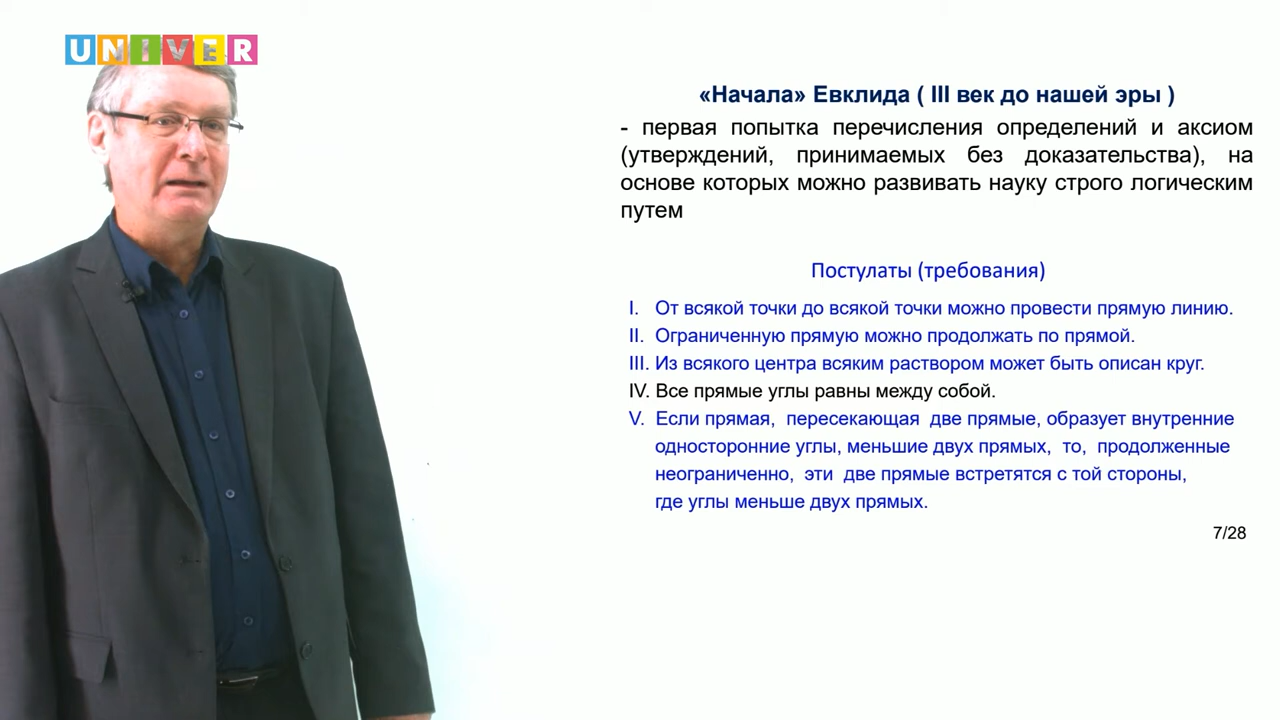 UNIVER
«Начала» Евклида ( III век до нашей эры )
- первая попытка перечисления определений и аксиом
(утверждений, принимаемых без доказательства), на
основе которых можно развивать науку строго логическим
путем
Постулаты (требования)
I. От всякой точки до всякой точки можно провести прямую линию.
II. Ограниченную прямую можно продолжать по прямой.
III. Из всякого центра всяким раствором может быть описан круг.
IV. Все прямые углы равны между собой.
V. Если прямая, пересекающая две прямые, образует внутренние
односторонние углы, меньшие двух прямых, то, продолженные
неограниченно, эти две прямые встретятся с той стороны,
где углы меньше двух прямых.
7/28